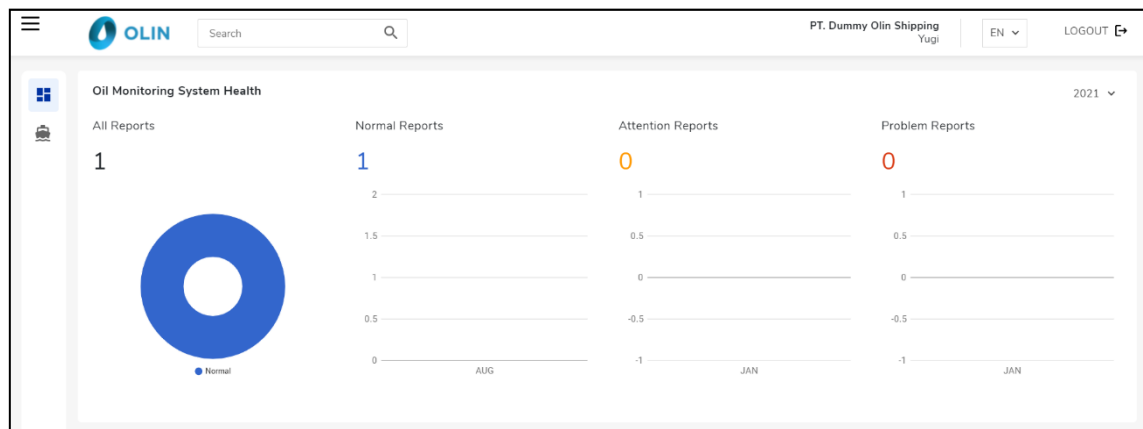 OLIN
Search
PT. Dummy Olin Shipping
Yugi
EN
LOGOUT
Oil Monitoring System Health
2021
All Reports
1
Normal
Normal Reports
1
2
1.5
1
0.5
0
AUG
Attention Reports
0
1
0.5
0
-0.5
-1
JAN
Problem Reports
0
1
0.5
0
-0.5
-1
JAN